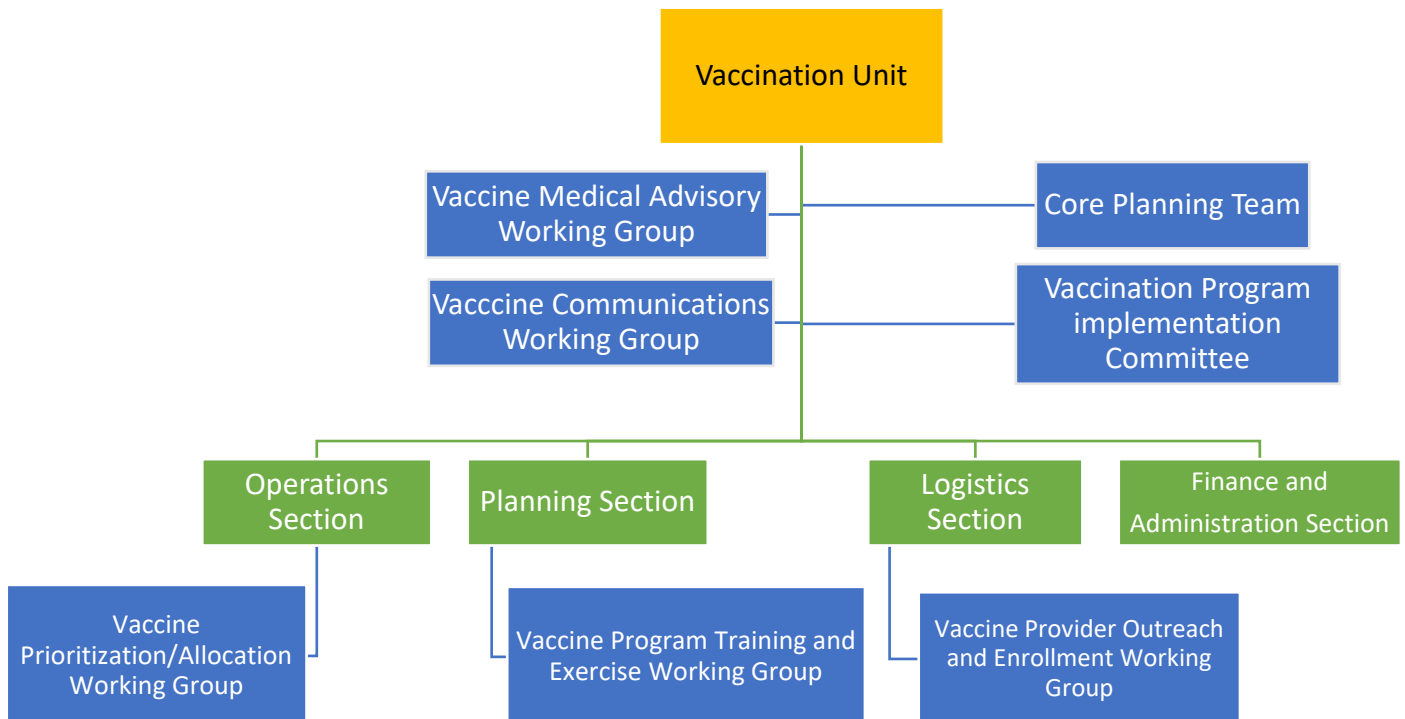 Vaccination Unit
Vaccine Medical Advisory
Working Group
Core Planning Team
Vacccine Communications
Working Group
Vaccination Program
implementation
Committee
Operations
Section
Planning Section
Logistics
Section
Finance and
Administration Section
Vaccine
Prioritization/Allocation
Working Group
Vaccine Program Training and
Exercise Working Group
Vaccine Provider Outreach
and Enrollment Working
Group